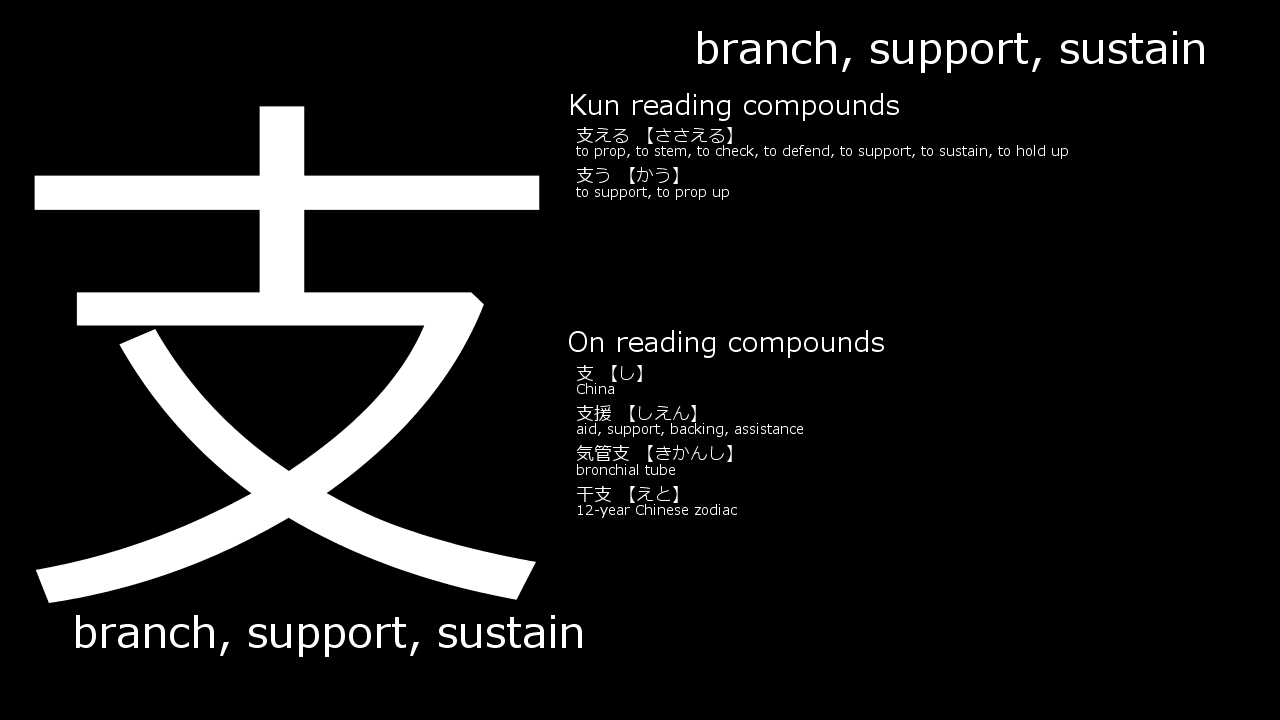 支
branch, support, sustain
branch, support, sustain
Kun reading compounds
支える 【ささえる】
to prop, to stem, to check, to defend, to support, to sustain, to hold up
支う 【かう】
to support, to prop up
On reading compounds
支 【し】
China
支援 【しえん】
aid, support, backing, assistance
気管支 【きかんし】
bronchial tube
干支 【えと】
12-year Chinese zodiac